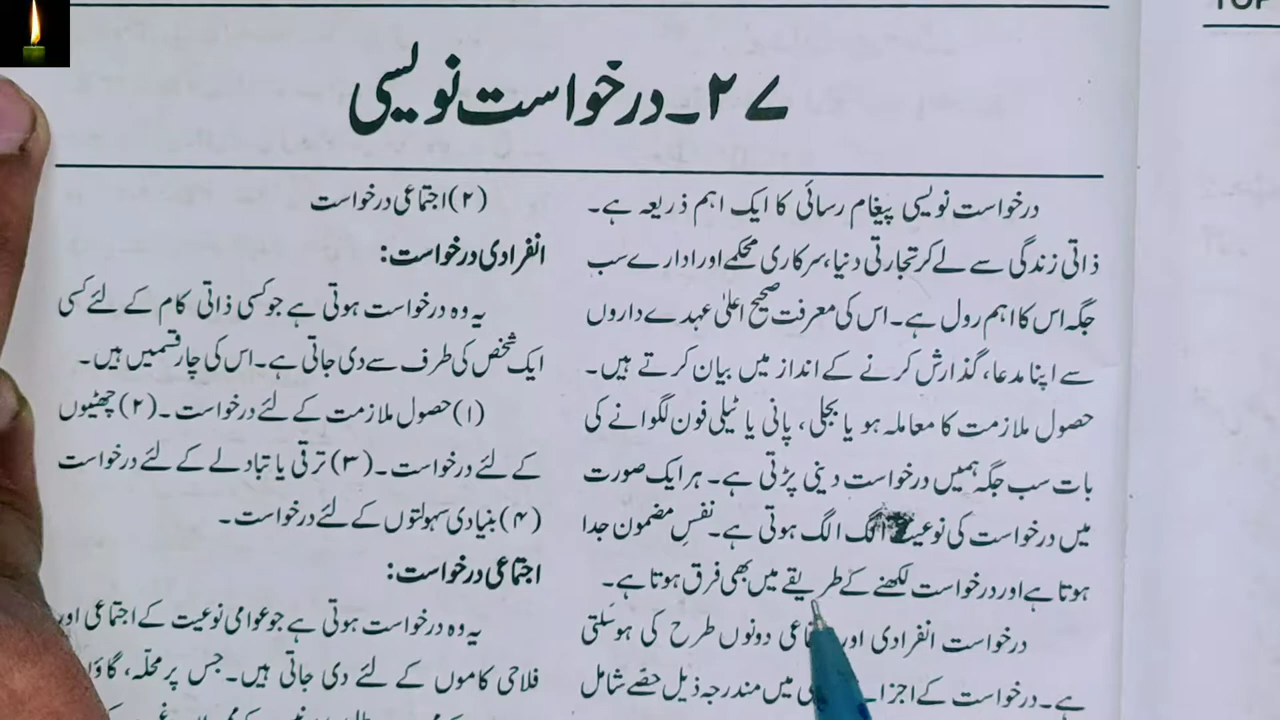 TOP
۲۷۔ درخواست نویسی
درخواست نویسی پیغام رسائی کا ایک اہم ذریعہ ہے۔
ذاتی زندگی سے لے کر تجارتی دنیا، سرکاری محکمے اور ادارے سب
جگہ اس کا اہم رول ہے۔ اس کی معرفت صحیح اعلیٰ عہدے داروں
سے اپنا مدعا، گذارش کرنے کے انداز میں بیان کرتے ہیں۔
حصول ملازمت کا معاملہ ہو یا بجلی، پانی یا ٹیلی فون لگوانے کی
بات سب جگہ ہمیں درخواست دینی پڑتی ہے۔ ہر ایک صورت
میں درخواست کی نوعیت الگ الگ ہوتی ہے۔ نفسِ مضمون جدا
ہوتا ہے اور درخواست لکھنے کے طریقے میں بھی فرق ہوتا ہے۔
درخواست انفرادی اور دونوں طرح کی ہوسکتی
ہے۔ درخواست کے اجزا میں مندرجہ ذیل حصے شامل
(۲) اجتماعی درخواست
انفرادی درخواست:
یہ وہ درخواست ہوتی ہے جو کسی ذاتی کام کے لئے کسی
ایک شخص کی طرف سے دی جاتی ہے۔ اس کی چار قسمیں ہیں۔
(۱) حصول ملازمت کے لئے درخواست۔ (۲) چھٹیوں
کے لئے درخواست۔ (۳) ترقی یا تبادلے کے لئے درخواست
(۴) بنیادی سہولتوں کے لئے درخواست۔
اجتماعی درخواست:
یہ وہ درخواست ہوتی ہے جو عوامی نوعیت کے اجتماعی اور
فلاحی کاموں کے لئے دی جاتی ہیں۔ جس پر محلّہ،